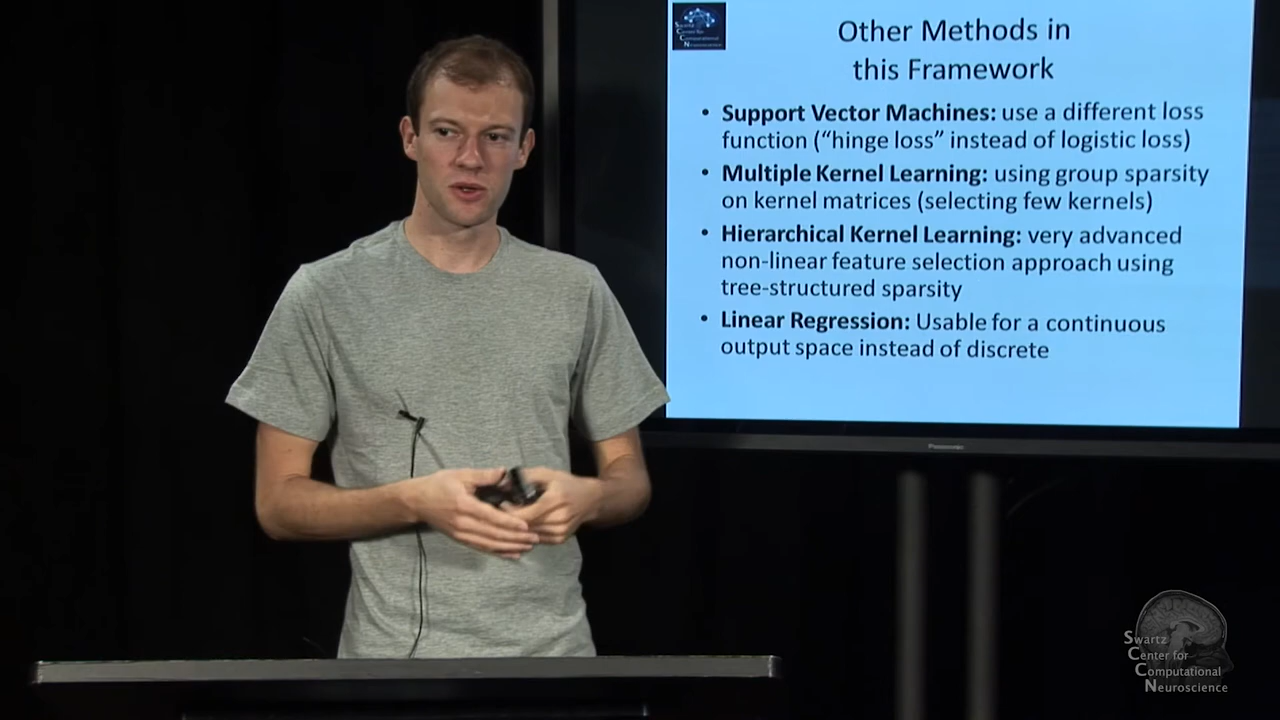 Other Methods in
this Framework
• Support Vector Machines: use a different loss
function (“hinge loss” instead of logistic loss)
• Multiple Kernel Learning: using group sparsity
on kernel matrices (selecting few kernels)
• Hierarchical Kernel Learning: very advanced
non-linear feature selection approach using
tree-structured sparsity
• Linear Regression: Usable for a continuous
output space instead of discrete
Panasonic
Swartz
Center for
Computational
Neuroscience